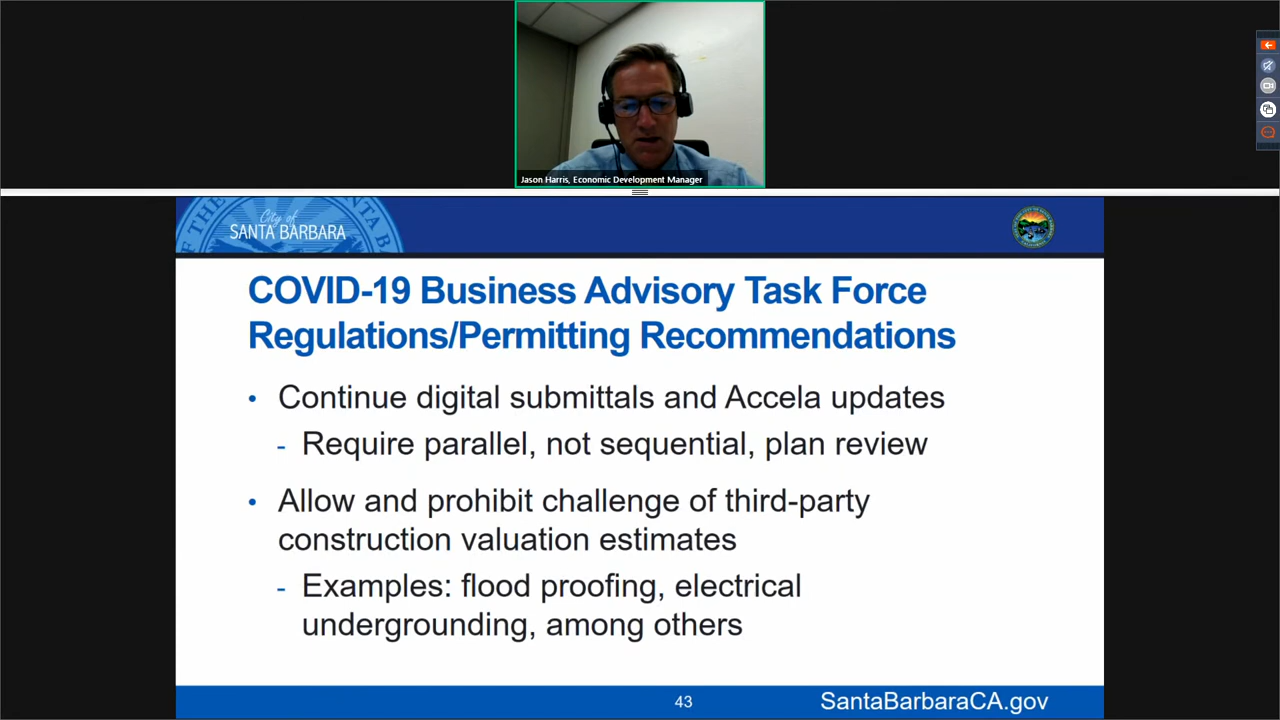 Jason Harris, Economic Development Manager
City of
SANTA BARBARA
COVID-19 Business Advisory Task Force
Regulations/Permitting Recommendations
• Continue digital submittals and Accela updates
- Require parallel, not sequential, plan review
• Allow and prohibit challenge of third-party
construction valuation estimates
- Examples: flood proofing, electrical
undergrounding, among others
43
SantaBarbaraCA.gov